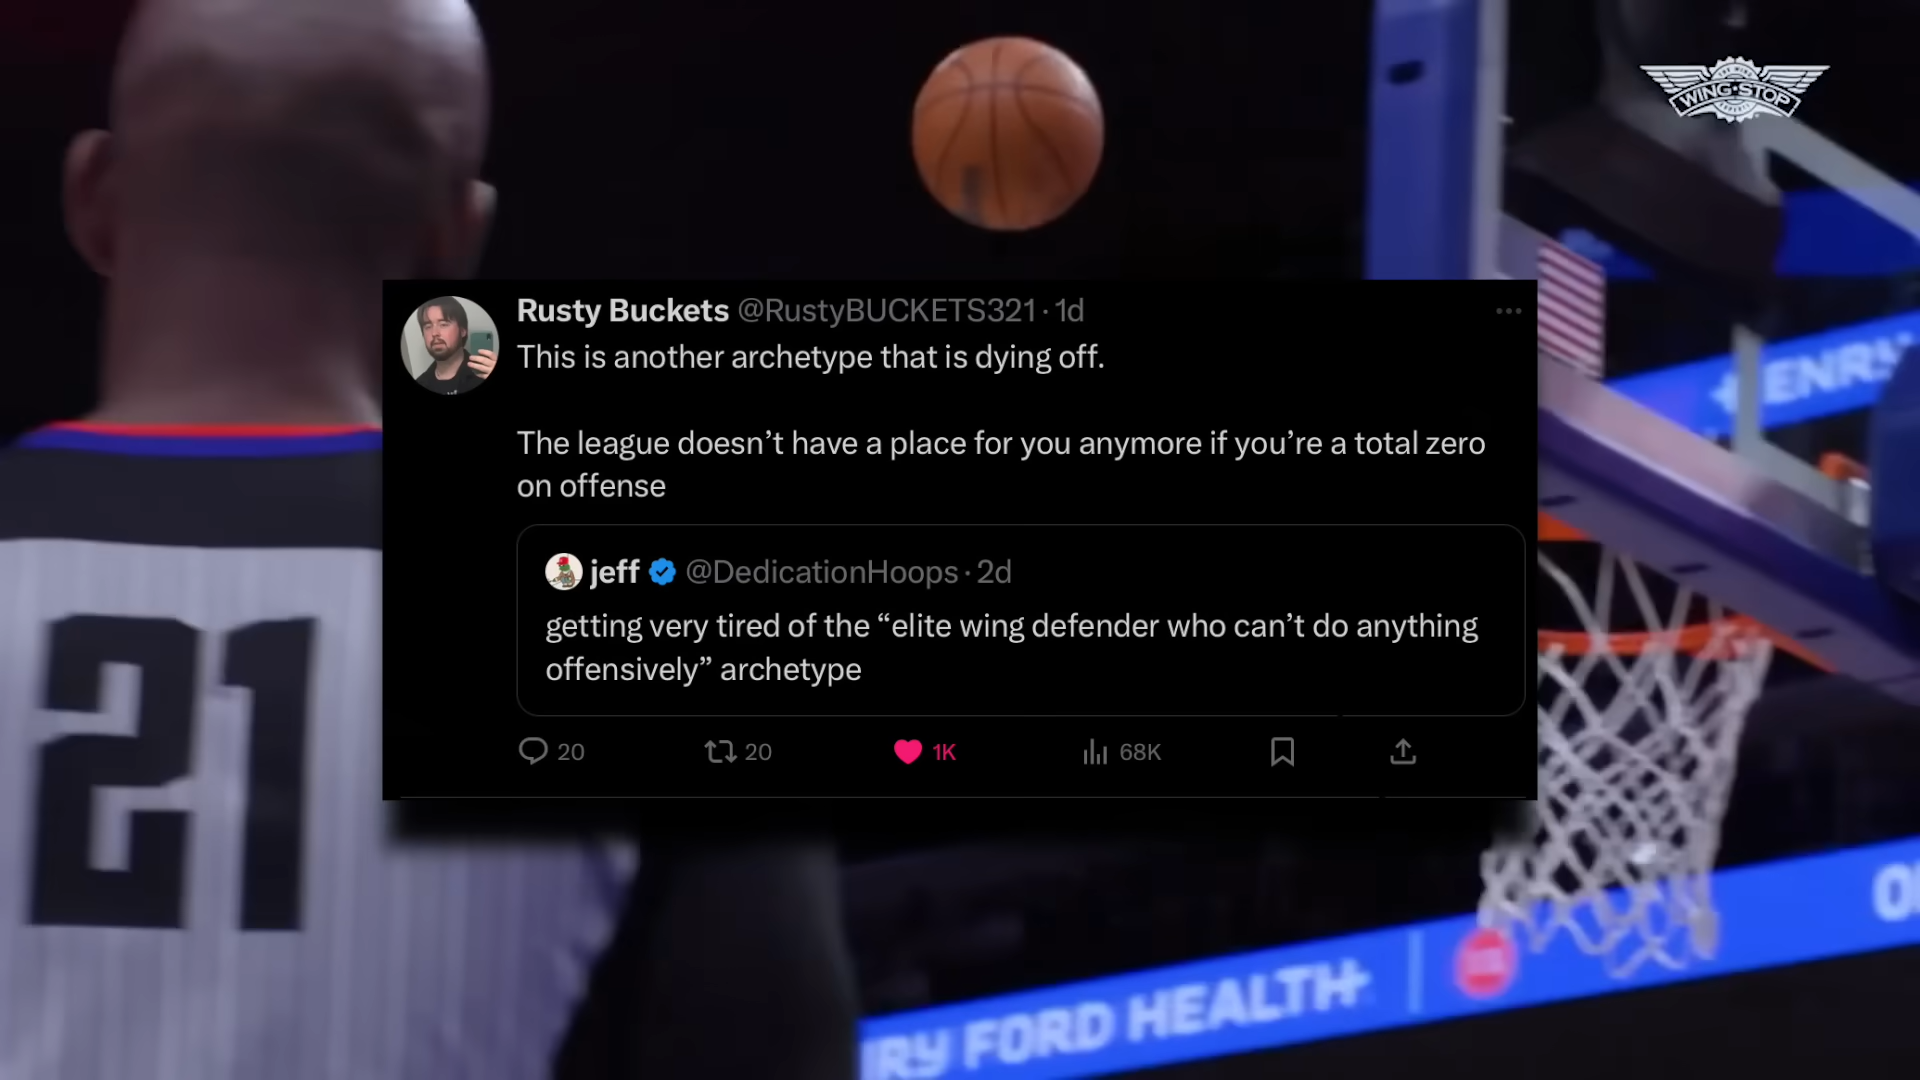 WING·STOP
Rusty Buckets @RustyBUCKETS321 · 1d
This is another archetype that is dying off.
The league doesn’t have a place for you anymore if you’re a total zero
on offense
jeff @DedicationHoops · 2d
getting very tired of the “elite wing defender who can’t do anything
offensively” archetype
20 20 1K 68K
21
ENRY
RY FORD HEALTH